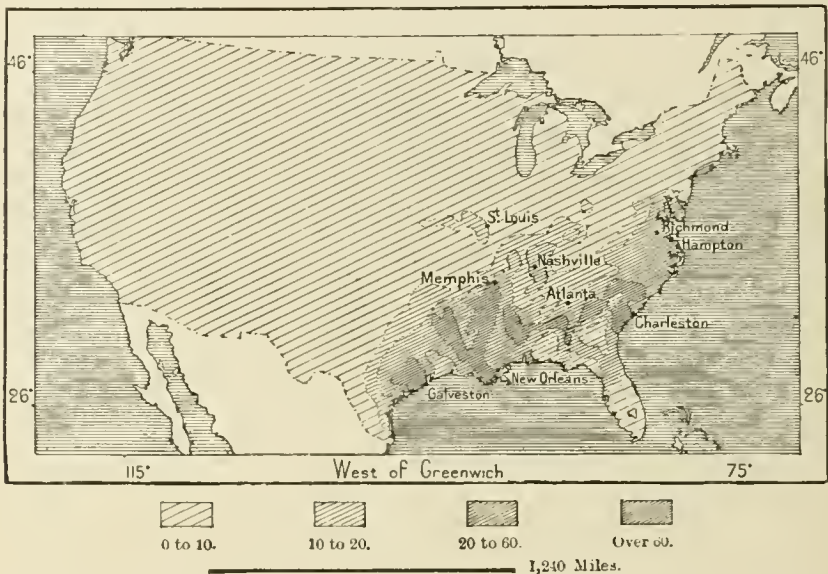 46°
46°
St. Louis
Richmond
Hampton
Nashville
Memphis
Atlanta
Charleston
New Orleans
Galveston
26°
26°
115°
West of Greenwich
75°
0 to 10.
10 to 20.
20 to 60.
Over 60.
1,240 Miles.